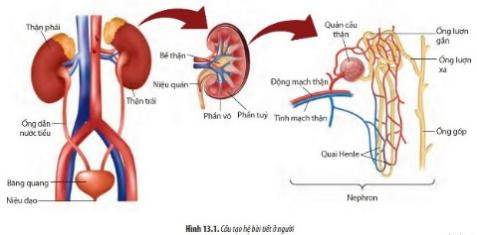 Thận phải
Thận trái
Ống dẫn
nước tiểu
Bàng quang
Niệu đạo
Bể thận
Niệu quản
Phần vỏ
Phần tuỷ
Quản cầu
thận
Động mạch thận
Tĩnh mạch thận
Ống lượn
gần
Ống lượn
xa
Ống góp
Quai Henle
Nephron
Hình 13.1. Cấu tạo hệ bài tiết ở người